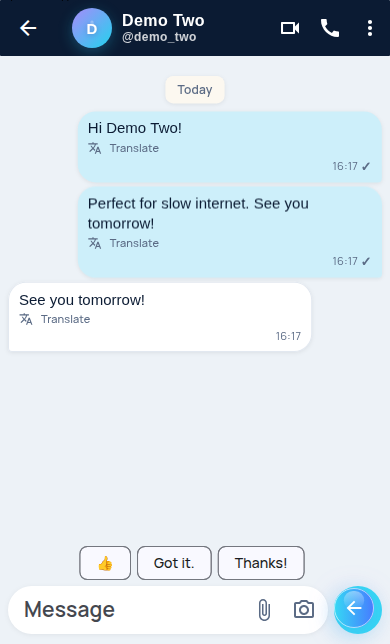 D
Demo Two
@demo_two
Today
Hi Demo Two!
Translate
16:17 ✓
Perfect for slow internet. See you
tomorrow!
Translate
16:17 ✓
See you tomorrow!
Translate
16:17
👍 Got it. Thanks!
Message